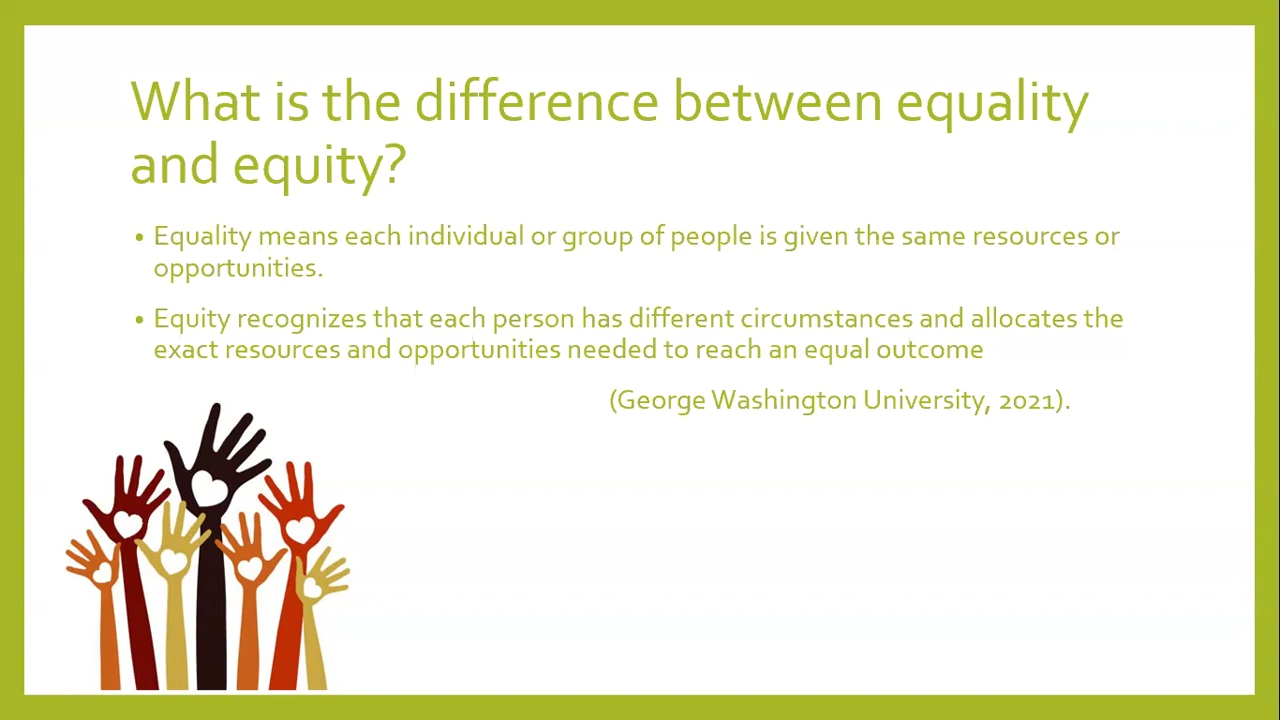 What is the difference between equality
and equity?
• Equality means each individual or group of people is given the same resources or
opportunities.
• Equity recognizes that each person has different circumstances and allocates the
exact resources and opportunities needed to reach an equal outcome
(George Washington University, 2021).